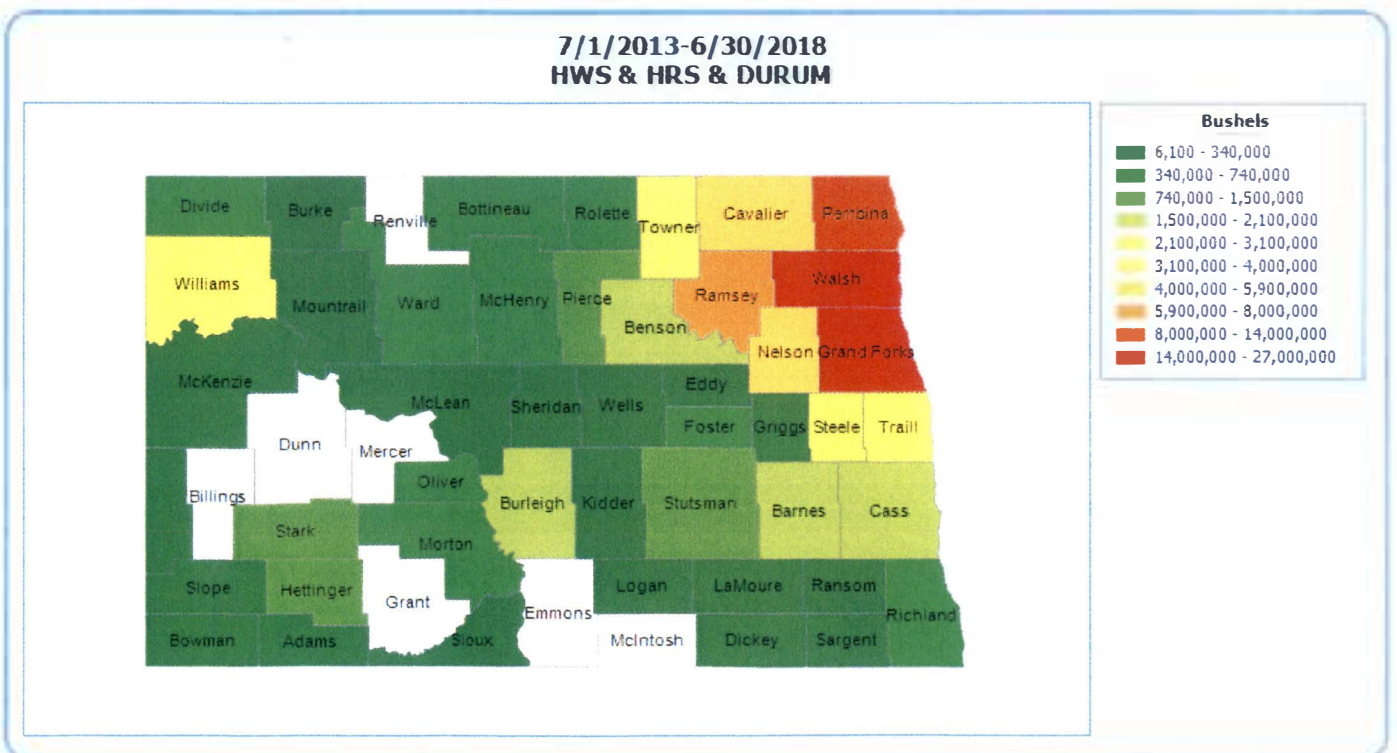 7/1/2013-6/30/2018
HWS & HRS & DURUM
Bushels
6,100 - 340,000
340,000 - 740,000
740,000 - 1,500,000
1,500,000 - 2,100,000
2,100,000 - 3,100,000
3,100,000 - 4,000,000
4,000,000 - 5,900,000
5,900,000 - 8,000,000
8,000,000 - 14,000,000
14,000,000 - 27,000,000
Divide
Burke
Renville
Bottineau
Rolette
Towner
Cavalier
Pembina
Williams
Mountrail
Ward
McHenry
Pierce
Benson
Ramsey
Walsh
Nelson
Grand Forks
McKenzie
McLean
Sheridan
Wells
Eddy
Foster
Griggs
Steele
Traill
Dunn
Mercer
Billings
Oliver
Burleigh
Kidder
Stutsman
Barnes
Cass
Stark
Morton
Slope
Hettinger
Grant
Emmons
Logan
LaMoure
Ransom
Richland
Bowman
Adams
Sioux
McIntosh
Dickey
Sargent